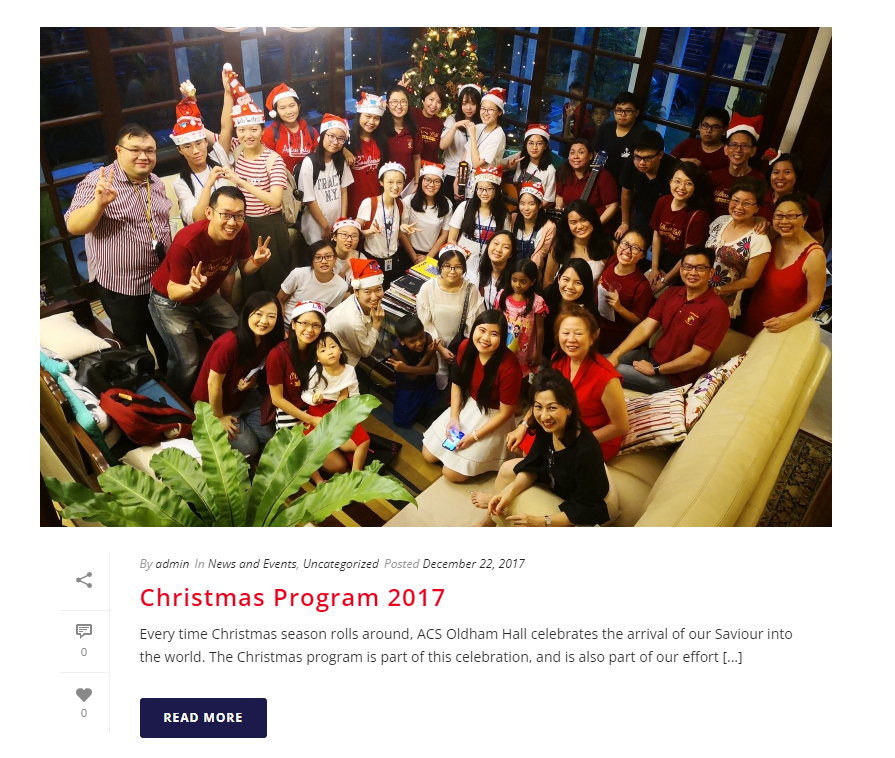 By admin In News and Events, Uncategorized Posted December 22, 2017
Christmas Program 2017
Every time Christmas season rolls around, ACS Oldham Hall celebrates the arrival of our Saviour into
the world. The Christmas program is part of this celebration, and is also part of our effort [...]
0
0
READ MORE